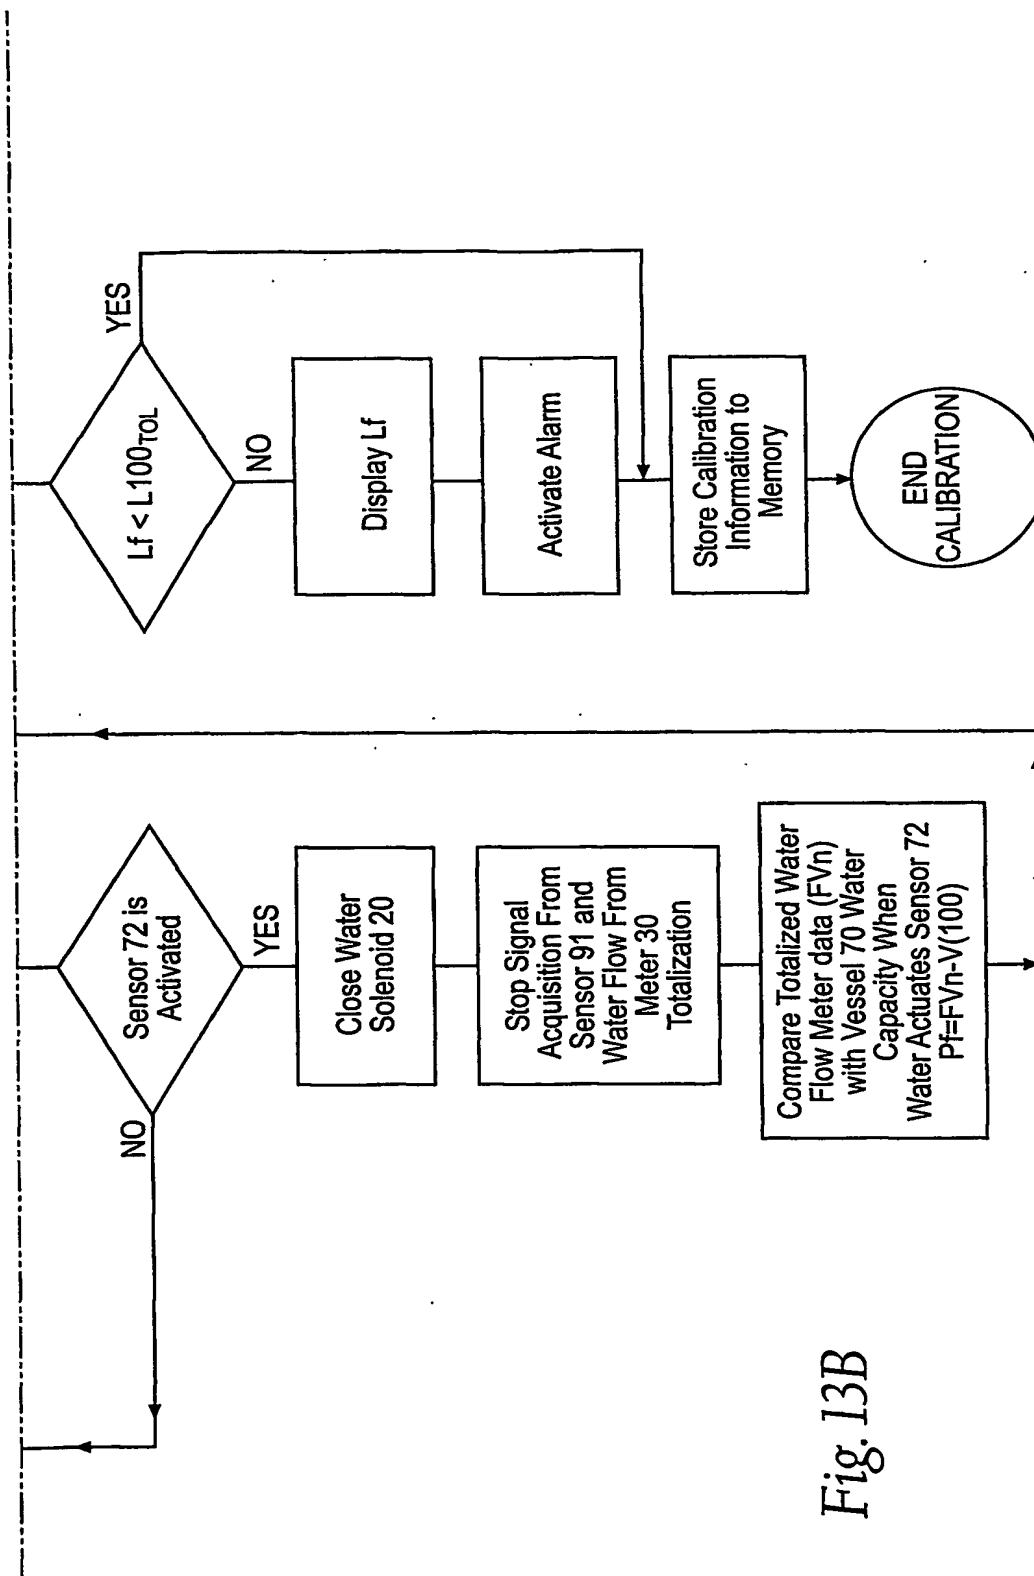 Sensor 72 is
Activated
NO
YES
Close Water
Solenoid 20
Stop Signal
Acquisition From
Sensor 91 and
Water Flow From
Meter 30
Totalization
Compare Totalized Water
Flow Meter data (FVn)
with Vessel 70 Water
Capacity When
Water Actuates Sensor 72
Pf=FVn-V(100)
Lf < L100TOL
YES
NO
Display Lf
Activate Alarm
Store Calibration
Information to
Memory
END
CALIBRATION
Fig. 13B